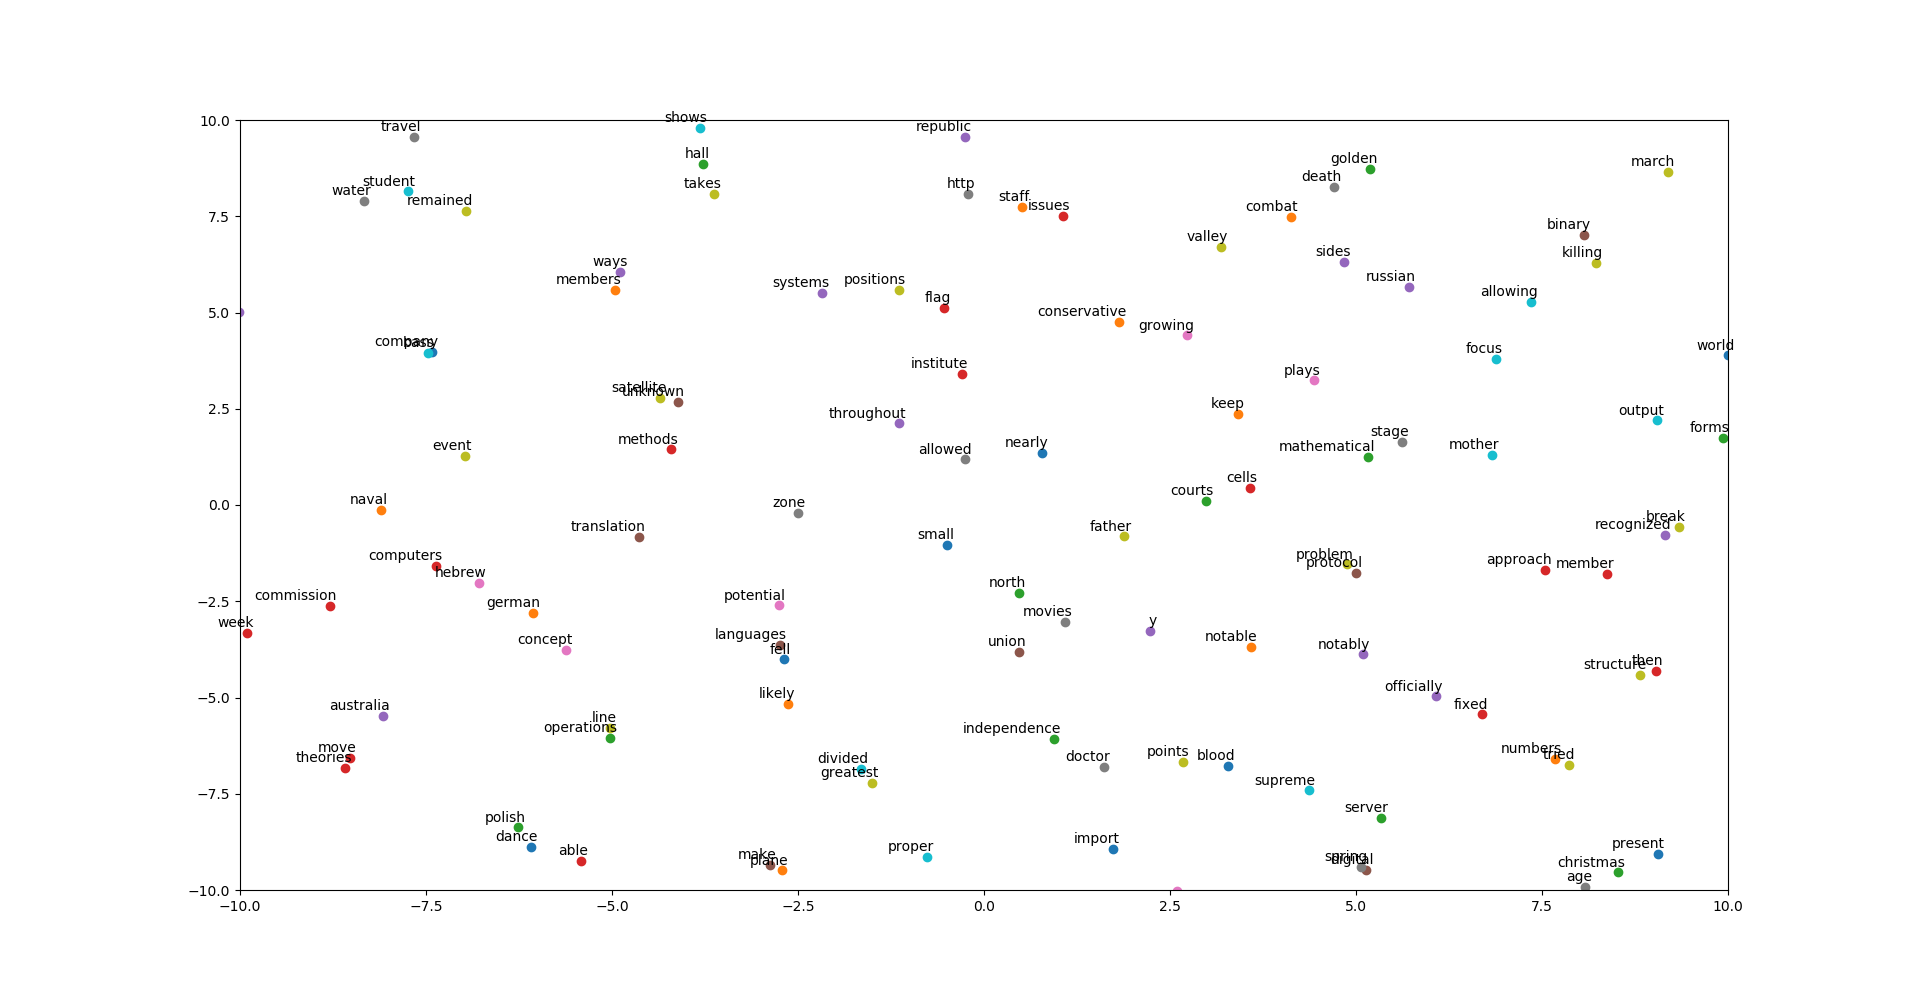 shows
10.0
travel
republic
hall
golden
march
student
water
takes
http
death
remained
staff
issues
combat
7.5
valley
binary
killing
ways
members
systems
positions
sides
russian
flag
allowing
5.0
conservative
growing
company
bass
focus
world
institute
plays
satellite
unknown
2.5
throughout
keep
output
forms
event
methods
allowed
nearly
mathematical
stage
mother
cells
courts
0.0
naval
zone
translation
small
father
recognized
break
computers
hebrew
problem
protocol
approach
member
commission
−2.5
german
potential
north
movies
week
concept
languages
fell
union
y
notable
notably
structure
then
−5.0
likely
officially
australia
fixed
line
operations
independence
move
theories
divided
greatest
doctor
points
blood
numbers
tried
−7.5
supreme
server
polish
dance
able
make
plane
proper
import
spring
digital
present
christmas
age
−10.0
−10.0 −7.5 −5.0 −2.5 0.0 2.5 5.0 7.5 10.0